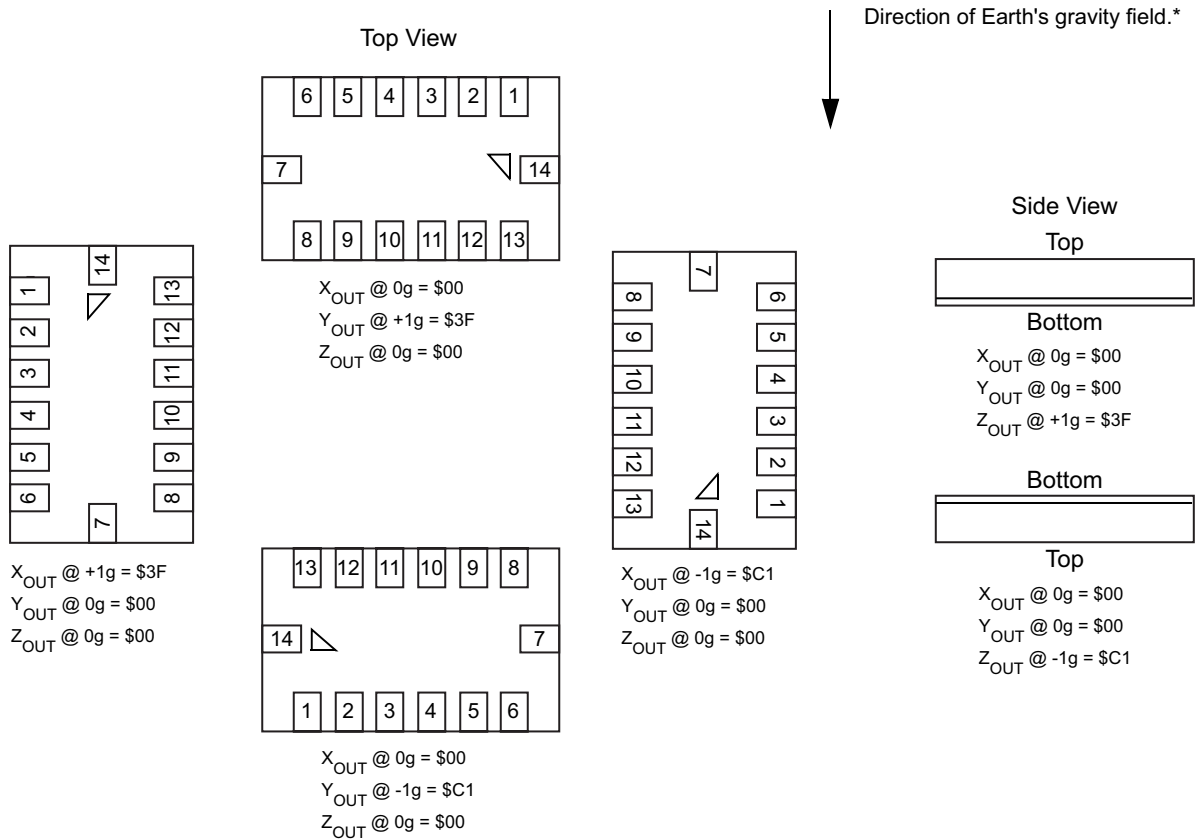 Direction of Earth's gravity field.*
Top View
6 5 4 3 2 1
7 14
8 9 10 11 12 13
X_OUT @ 0g = $00
Y_OUT @ +1g = $3F
Z_OUT @ 0g = $00
14
1 13
2 12
3 11
4 10
5 9
6 8
7
X_OUT @ +1g = $3F
Y_OUT @ 0g = $00
Z_OUT @ 0g = $00
13 12 11 10 9 8
14 7
1 2 3 4 5 6
X_OUT @ 0g = $00
Y_OUT @ -1g = $C1
Z_OUT @ 0g = $00
7
8 6
9 5
10 4
11 3
12 2
13 1
14
X_OUT @ -1g = $C1
Y_OUT @ 0g = $00
Z_OUT @ 0g = $00
Side View
Top
Bottom
X_OUT @ 0g = $00
Y_OUT @ 0g = $00
Z_OUT @ +1g = $3F
Bottom
Top
X_OUT @ 0g = $00
Y_OUT @ 0g = $00
Z_OUT @ -1g = $C1